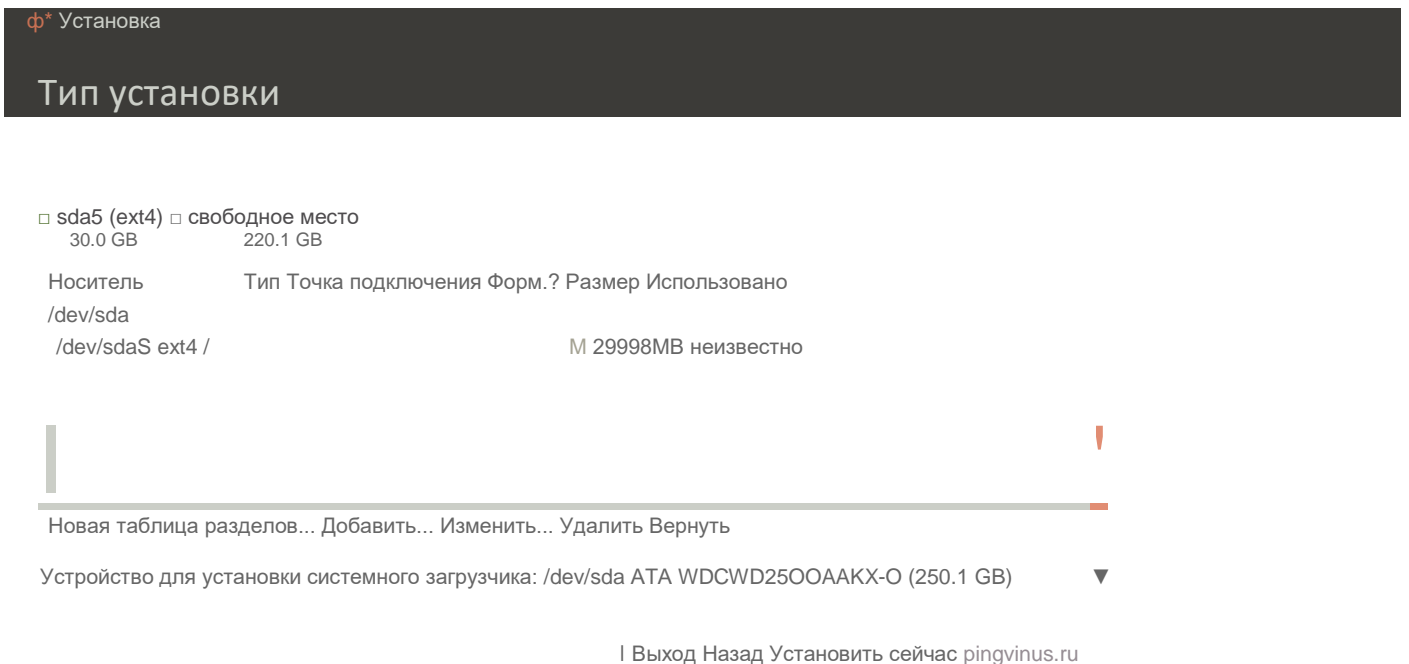 ф* Установка
Тип установки
□ sda5 (ext4) □ свободное место
30.0 GB 220.1 GB
Носитель Тип Точка подключения Форм.? Размер Использовано
/dev/sda
/dev/sdaS ext4 / М 29998MB неизвестно
Новая таблица разделов... Добавить... Изменить... Удалить Вернуть
Устройство для установки системного загрузчика: /dev/sda ATA WDCWD25OOAAKX-O (250.1 GB) ▼
I Выход Назад Установить сейчас pingvinus.ru